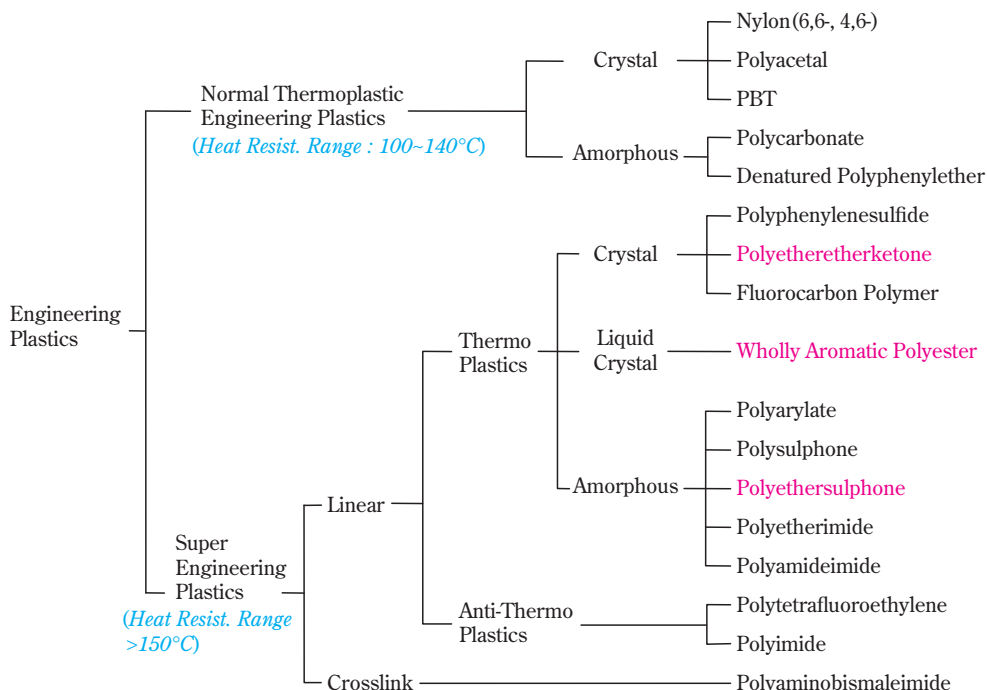 Engineering
Plastics
Normal Thermoplastic
Engineering Plastics
(Heat Resist. Range : 100~140°C)
Crystal
Nylon(6,6-, 4,6-)
Polyacetal
PBT
Amorphous
Polycarbonate
Denatured Polyphenylether
Super
Engineering
Plastics
(Heat Resist. Range
>150°C)
Linear
Thermo
Plastics
Crystal
Polyphenylenesulfide
Polyetheretherketone
Fluorocarbon Polymer
Liquid
Crystal
Wholly Aromatic Polyester
Amorphous
Polyarylate
Polysulphone
Polyethersulphone
Polyetherimide
Polyamideimide
Anti-Thermo
Plastics
Polytetrafluoroethylene
Polyimide
Crosslink
Polyaminobismaleimide